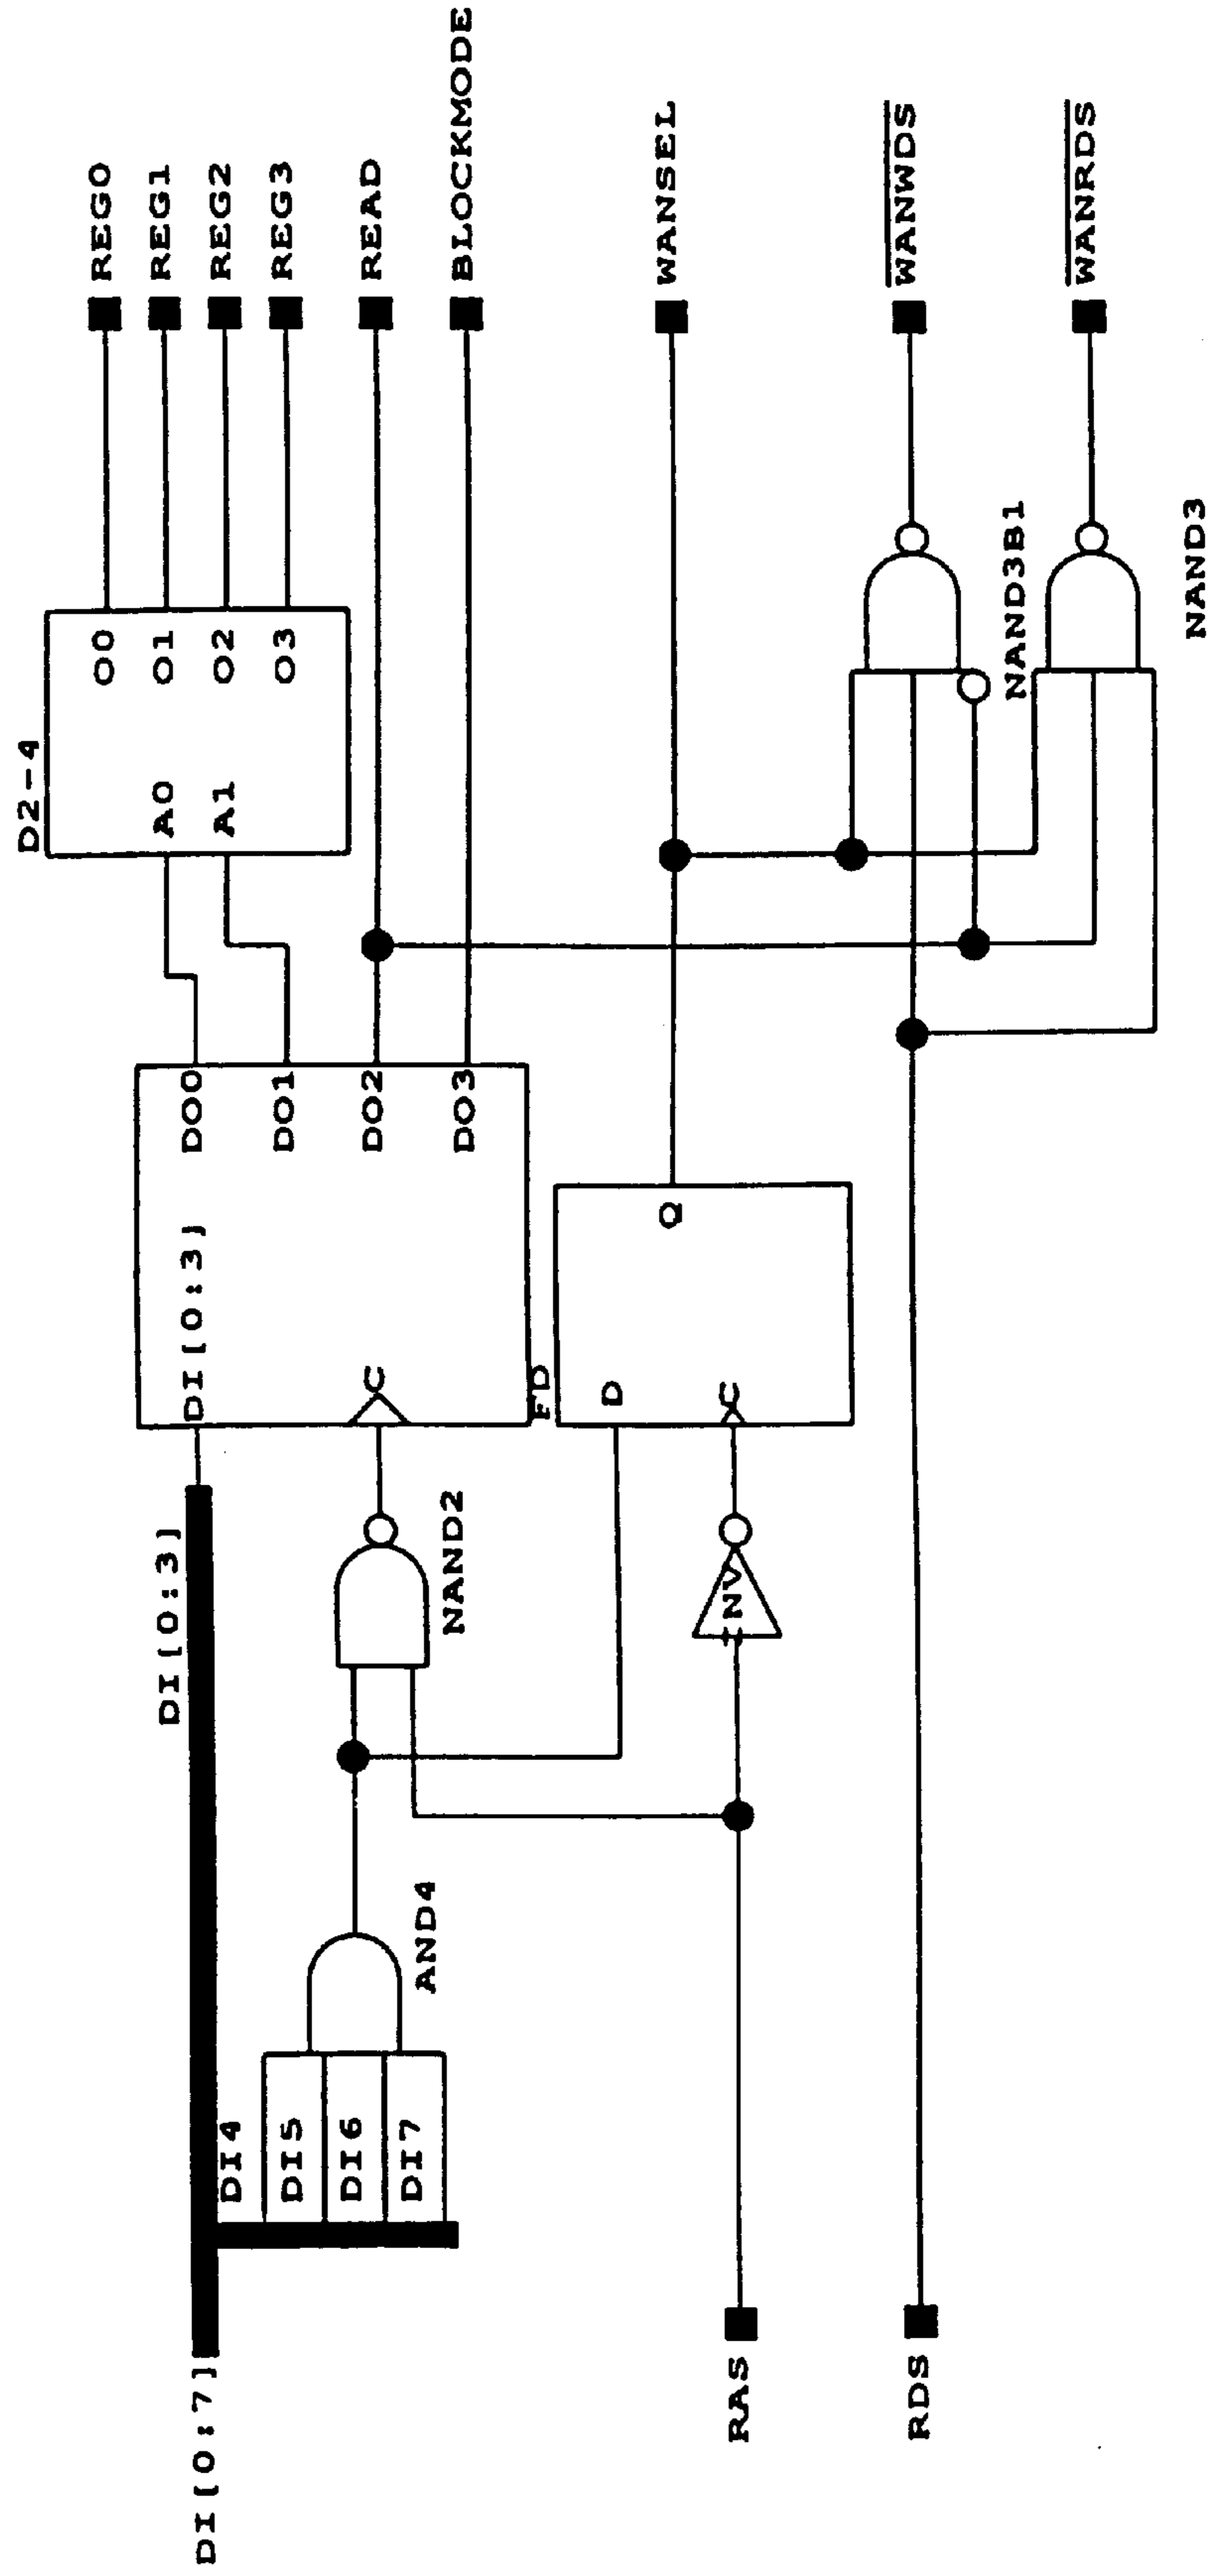 DI[0:7]
DI[0:3]
DI4
DI5
DI6
DI7
AND4
NAND2
DI[0:3]
C
DO0
DO1
DO2
DO3
D2-4
A0
A1
O0
O1
O2
O3
REG0
REG1
REG2
REG3
READ
BLOCKMODE
FD
D
C
Q
INV
WANSEL
RAS
RDS
NAND3B1
WANWDS
NAND3
WANRDS